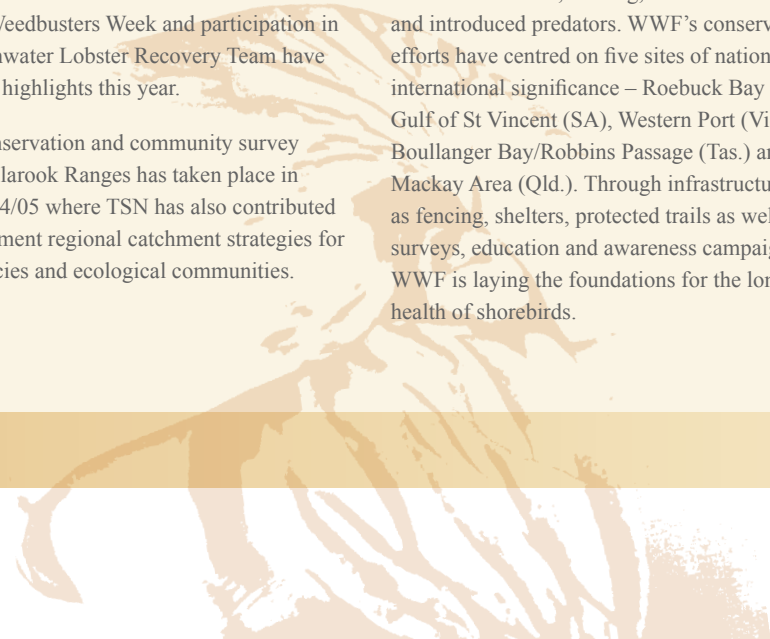 Weedbusters Week and participation in
water Lobster Recovery Team have
highlights this year.
servation and community survey
larook Ranges has taken place in
4/05 where TSN has also contributed
ment regional catchment strategies for
cies and ecological communities.
and introduced predators. WWF’s conserv
efforts have centred on five sites of nation
international significance – Roebuck Bay
Gulf of St Vincent (SA), Western Port (Vi
Boullanger Bay/Robbins Passage (Tas.) an
Mackay Area (Qld.). Through infrastructu
as fencing, shelters, protected trails as wel
surveys, education and awareness campaig
WWF is laying the foundations for the lon
health of shorebirds.